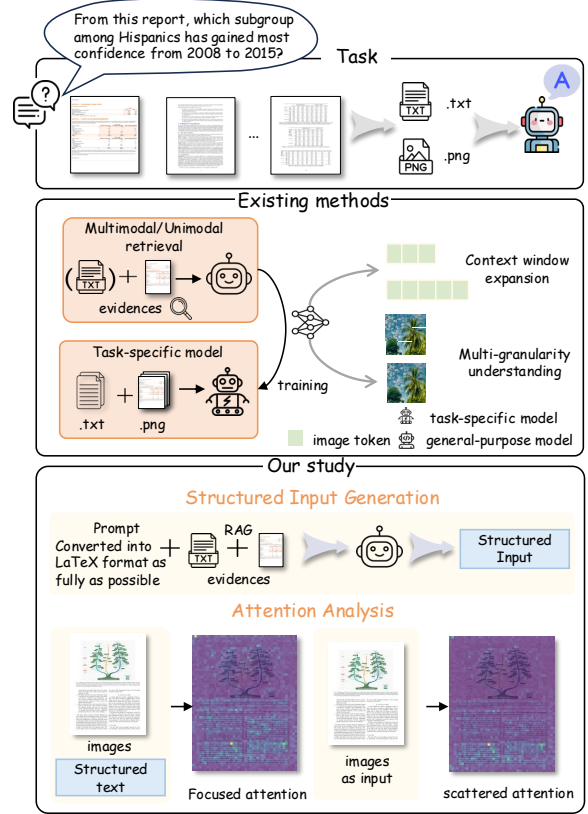 From this report, which subgroup
among Hispanics has gained most
confidence from 2008 to 2015?
Task
?
...
TXT
.txt
PNG
.png
A
Existing methods
Multimodal/Unimodal
retrieval
(TXT) +
evidences
Task-specific model
+
.txt
.png
training
Context window
expansion
Multi-granularity
understanding
task-specific model
image token
general-purpose model
Our study
Structured Input Generation
Prompt
Converted into
LaTeX format as
fully as possible
+
TXT
RAG
+
evidences
Structured
Input
Attention Analysis
images
Structured
text
Focused attention
images
as input
scattered attention